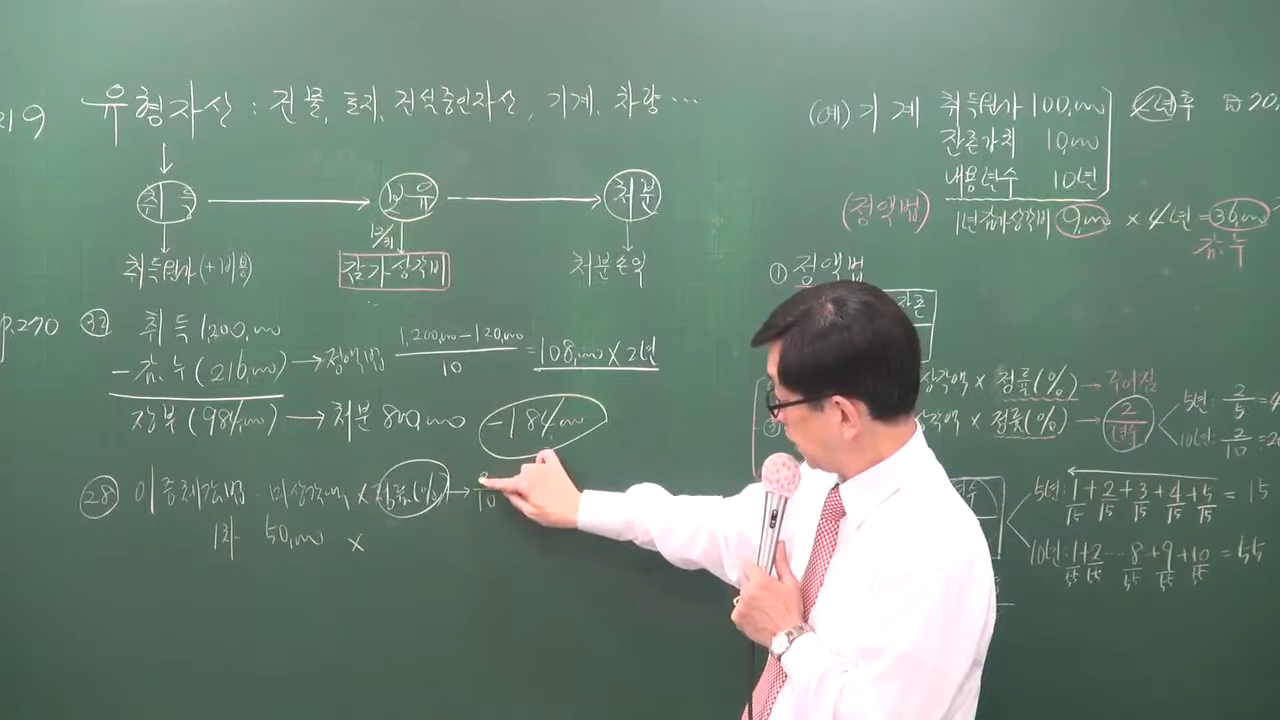 유형자산 : 건물, 토지, 건설중인자산, 기계, 차량 …
취득 → 보유 → 처분
12/31
취득원가 (+비용)
감가상각비
처분손익
p.270 ③② 취득 1,200,000
- 감.누 (216,000) → 정액법 1,200,000 - 120,000 / 10 = 108,000 × 2년
장부 (984,000) → 처분 800,000 -184,000
㉘ 이중체감법 . 미상각액 × 정률(%) → 2/10
1차 50,000 ×
(예) 기계 취득원가 100,000 4년후
잔존가치 10,000
내용년수 10년
(정액법) 1년감가상각비 9,000 × 4년 = 36,000
감.누
① 정액법
잔존
상각액 × 정률(%) → 주어짐
상각액 × 정률(%) → 2/년수
5년: 2/5
10년: 2/10
5년: 1/15 + 2/15 + 3/15 + 4/15 + 5/15 = 15
10년: 1/55 + 2/55 … 8/55 + 9/55 + 10/55 = 55